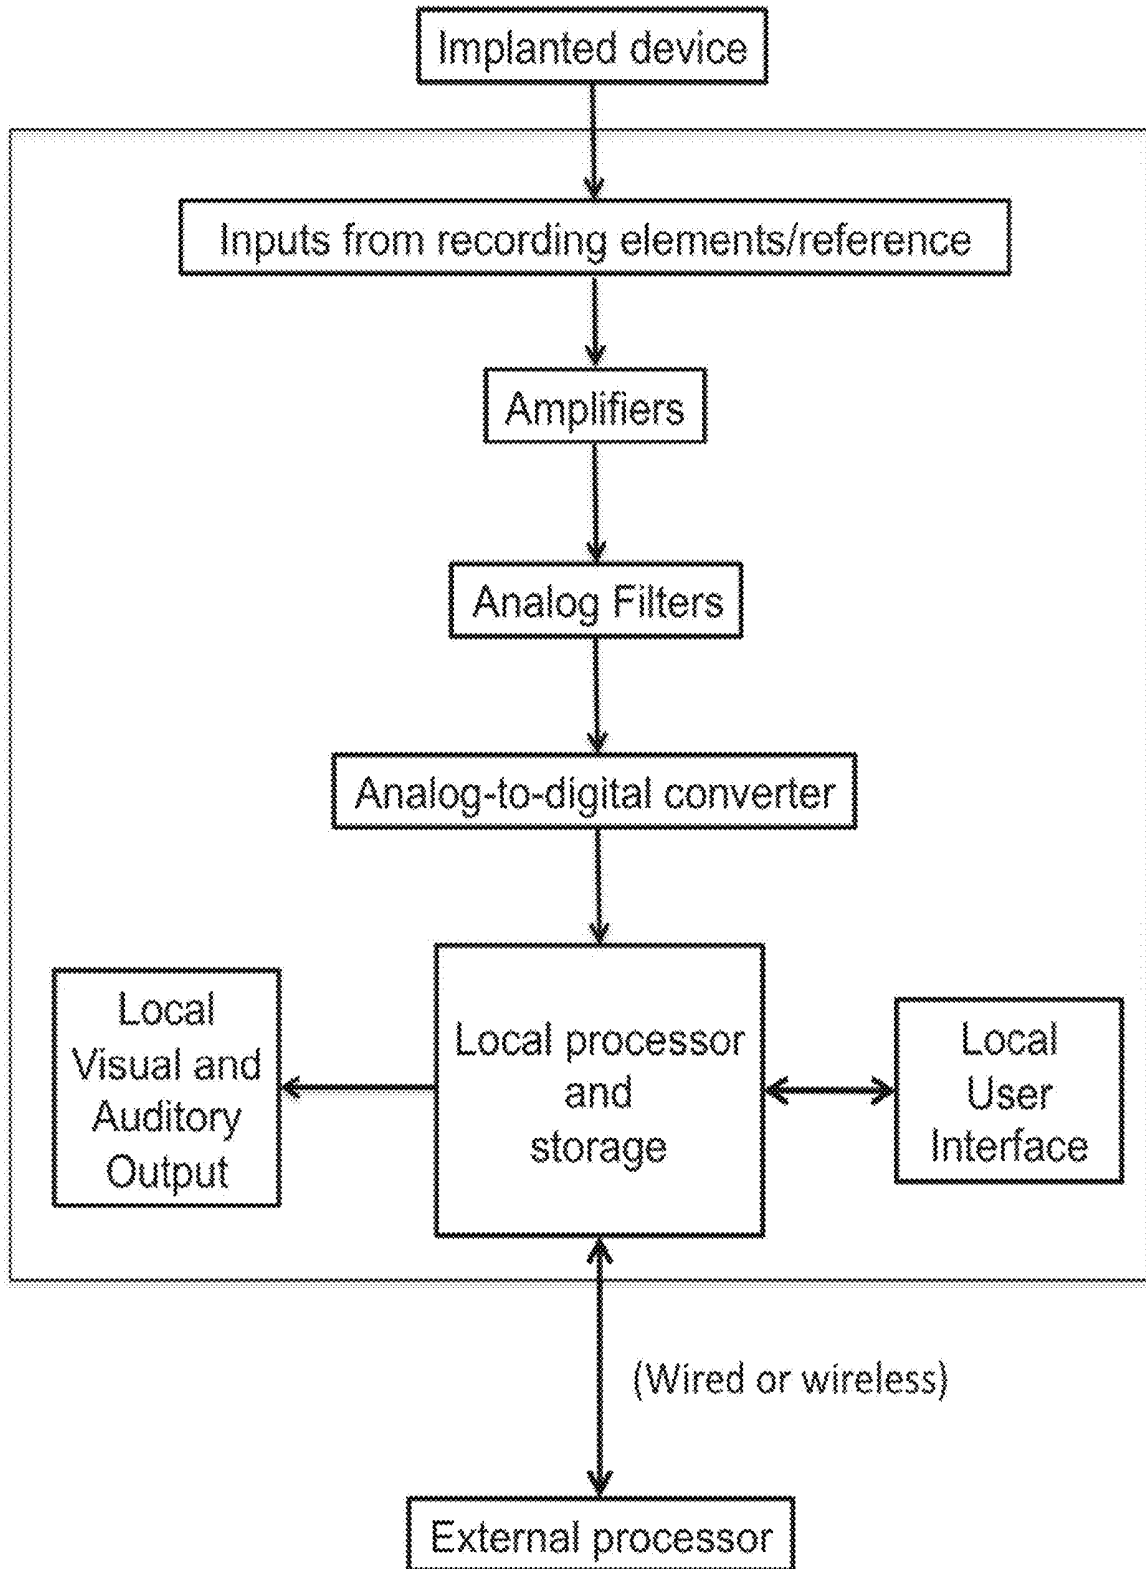 Implanted device
Inputs from recording elements/reference
Amplifiers
Analog Filters
Analog-to-digital converter
Local
Visual and
Auditory
Output
Local processor
and
storage
Local
User
Interface
(Wired or wireless)
External processor